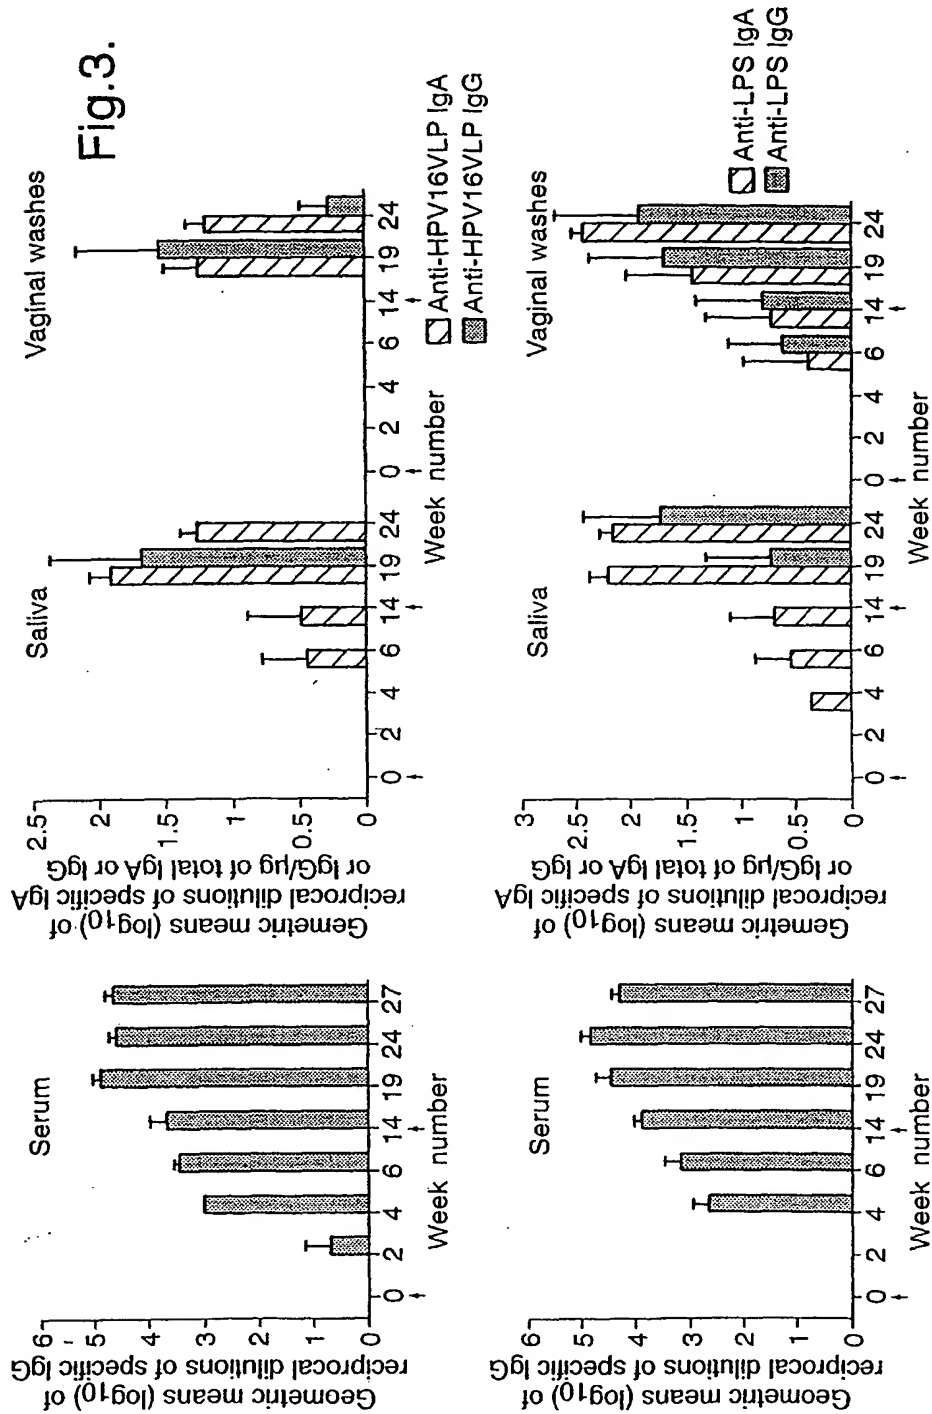 Fig.3.
Serum
Geometric means (log10) of
reciprocal dilutions of specific IgG
6
5
4
3
2
1
0
0 2 4 6 14 19 24 27
Week number
Saliva
Vaginal washes
Gemetric means (log10) of
reciprocal dilutions of specific IgA
or IgG/µg of total IgA or IgG
2.5
2
1.5
1
0.5
0
0 2 4 6 14 19 24
0 2 4 6 14 19 24
Week number
Anti-HPV16VLP IgA
Anti-HPV16VLP IgG
Serum
Geometric means (log10) of
reciprocal dilutions of specific IgG
6
5
4
3
2
1
0
0 2 4 6 14 19 24 27
Week number
Saliva
Vaginal washes
Gemetric means (log10) of
reciprocal dilutions of specific IgA
or IgG/µg of total IgA or IgG
3
2.5
2
1.5
1
0.5
0
0 2 4 6 14 19 24
0 2 4 6 14 19 24
Week number
Anti-LPS IgA
Anti-LPS IgG